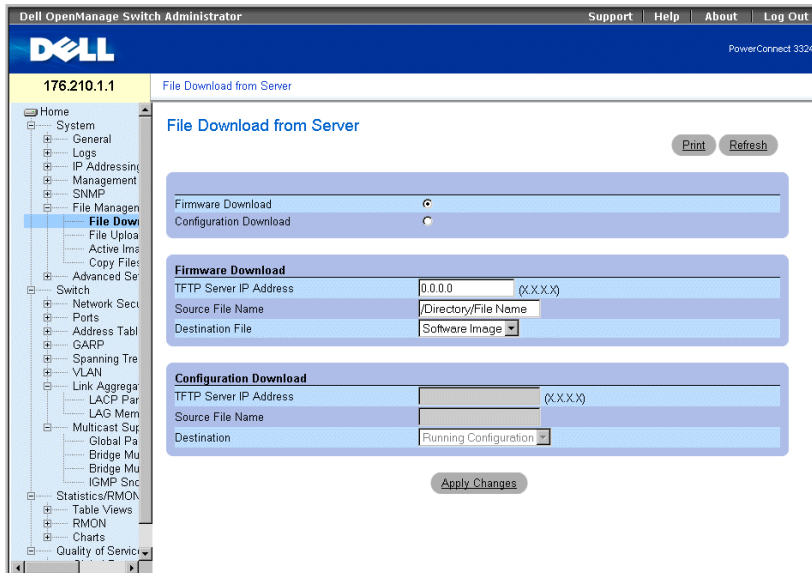 Dell OpenManage Switch Administrator
Support | Help | About | Log Out
DELL
PowerConnect 3324
176.210.1.1
File Download from Server
Home
System
General
Logs
IP Addressing
Management
SNMP
File Manager
File Down
File Uploa
Active Ima
Copy Files
Advanced Se
Switch
Network Secu
Ports
Address Tabl
GARP
Spanning Tre
VLAN
Link Aggrega
LACP Par
LAG Mem
Multicast Sup
Global Pa
Bridge Mu
Bridge Mu
IGMP Sno
Statistics/RMON
Table Views
RMON
Charts
Quality of Service
File Download from Server
Print
Refresh
Firmware Download
Configuration Download
Firmware Download
TFTP Server IP Address 0.0.0.0 (X.X.X.X)
Source File Name /Directory/File Name
Destination File Software Image
Configuration Download
TFTP Server IP Address (X.X.X.X)
Source File Name
Destination Running Configuration
Apply Changes